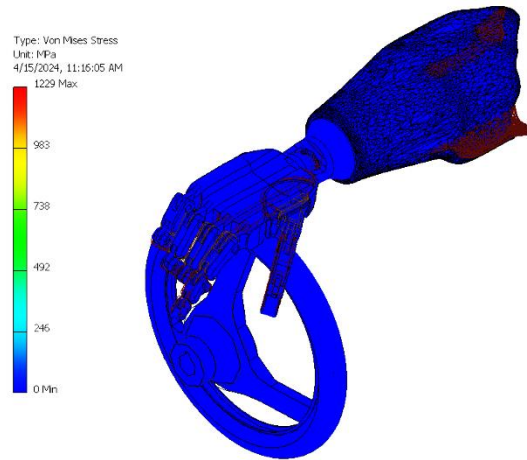 Type: Von Mises Stress
Unit: MPa
4/15/2024, 11:16:05 AM
1229 Max
983
738
492
246
0 Min